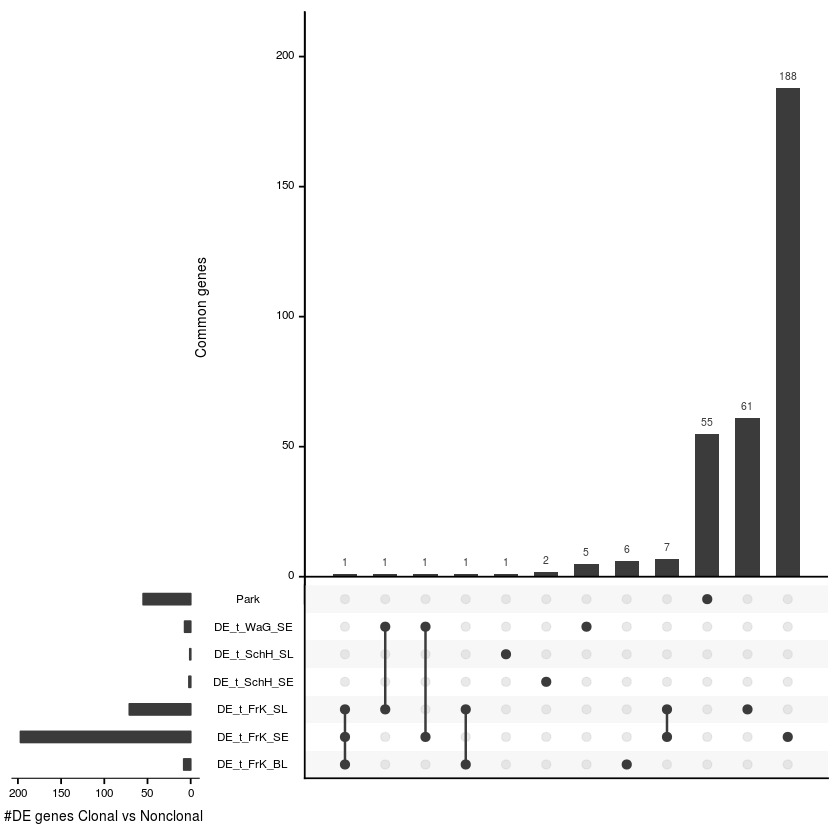 200
150
100
50
0
Common genes
1 1 1 1 1 2 5 6 7 55 61 188
Park
DE_t_WaG_SE
DE_t_SchH_SL
DE_t_SchH_SE
DE_t_FrK_SL
DE_t_FrK_SE
DE_t_FrK_BL
200 150 100 50 0
#DE genes Clonal vs Nonclonal